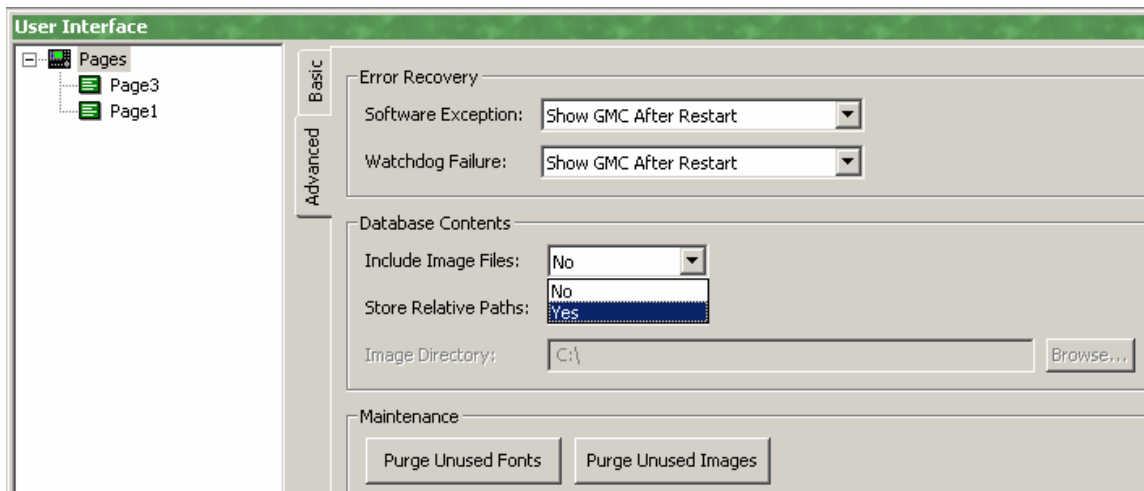 User Interface
Pages
Page3
Page1
Basic
Advanced
Error Recovery
Software Exception: Show GMC After Restart
Watchdog Failure: Show GMC After Restart
Database Contents
Include Image Files: No
No
Store Relative Paths: Yes
Image Directory: C:\ Browse...
Maintenance
Purge Unused Fonts Purge Unused Images